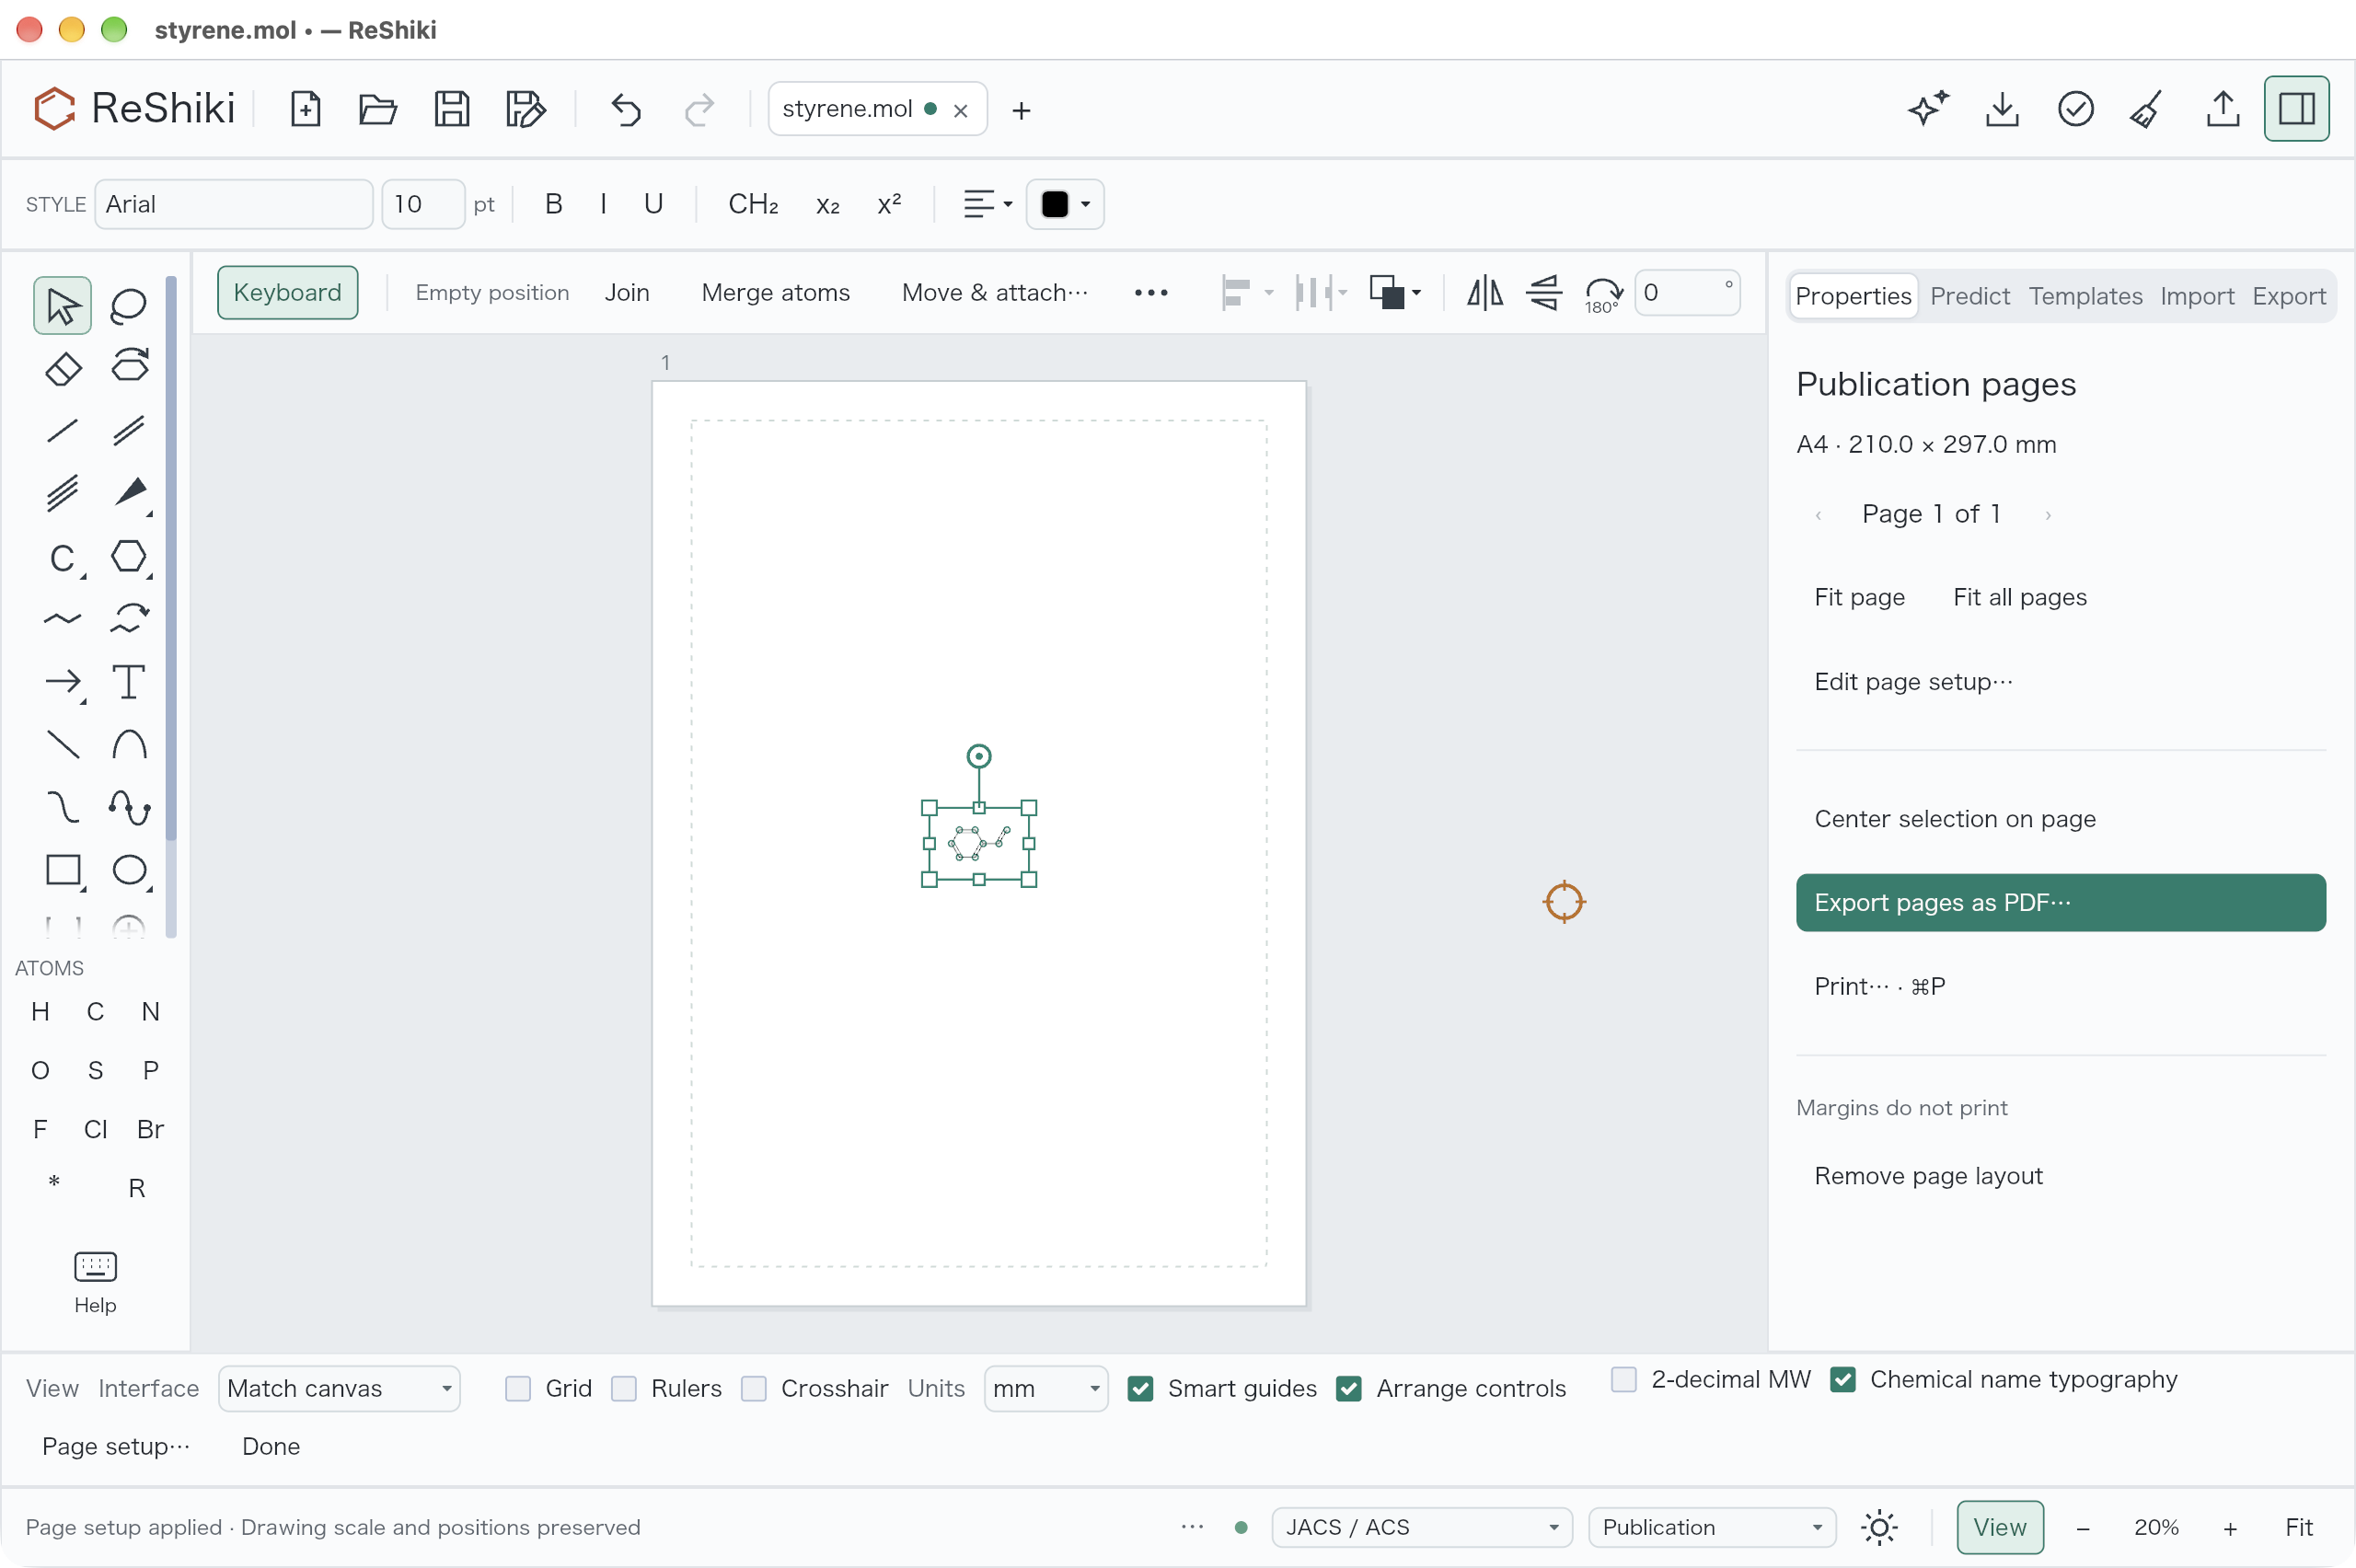 styrene.mol • — ReShiki
ReShiki
styrene.mol ● × +
STYLE Arial 10 pt B I U CH₂ x₂ x²
Keyboard Empty position Join Merge atoms Move & attach··· ••• 180° 0 °
Properties Predict Templates Import Export
1
Publication pages
A4 · 210.0 × 297.0 mm
‹ Page 1 of 1 ›
Fit page Fit all pages
Edit page setup···
Center selection on page
Export pages as PDF···
Print··· · ⌘P
Margins do not print
Remove page layout
C
T
ATOMS
H C N
O S P
F Cl Br
* R
Help
View Interface Match canvas Grid Rulers Crosshair Units mm Smart guides Arrange controls 2-decimal MW Chemical name typography
Page setup··· Done
Page setup applied · Drawing scale and positions preserved ··· JACS / ACS Publication View − 20% + Fit